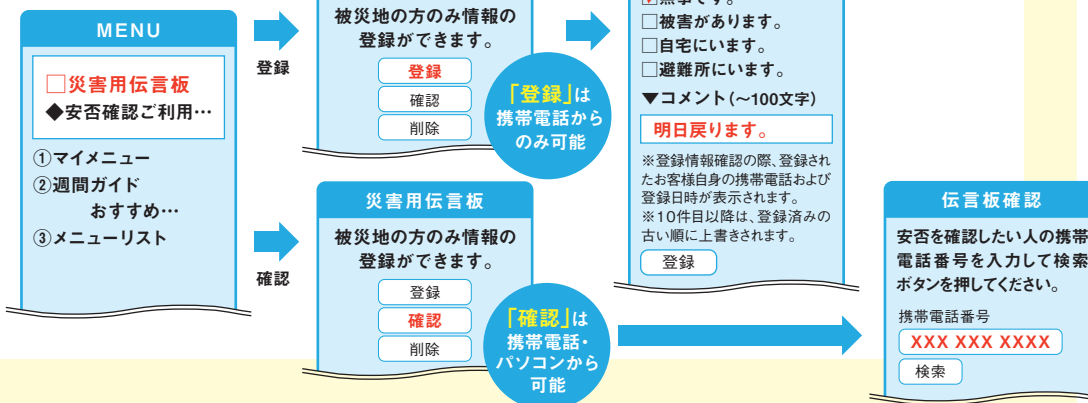 MENU
□災害用伝言板
◆安否確認ご利用…
①マイメニュー
②週間ガイド
おすすめ…
③メニューリスト
登録
被災地の方のみ情報の
登録ができます。
登録
確認
削除
「登録」は
携帯電話から
のみ可能
無事です。
□被害があります。
□自宅にいます。
□避難所にいます。
▼コメント(〜100文字)
明日戻ります。
※登録情報確認の際、登録され
たお客様自身の携帯電話および
登録日時が表示されます。
※10件目以降は、登録済みの
古い順に上書きされます。
登録
確認
災害用伝言板
被災地の方のみ情報の
登録ができます。
登録
確認
削除
「確認」は
携帯電話・
パソコンから
可能
伝言板確認
安否を確認したい人の携帯
電話番号を入力して検索
ボタンを押してください。
携帯電話番号
XXX XXX XXXX
検索